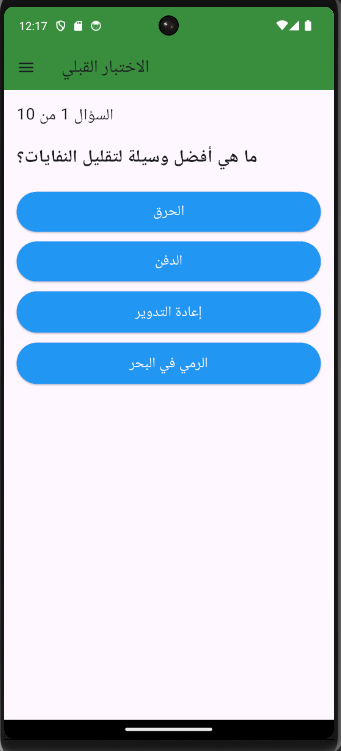 12:17
الاختبار القبلي
السؤال 1 من 10
ما هي أفضل وسيلة لتقليل النفايات؟
الحرق
الدفن
إعادة التدوير
الرمي في البحر